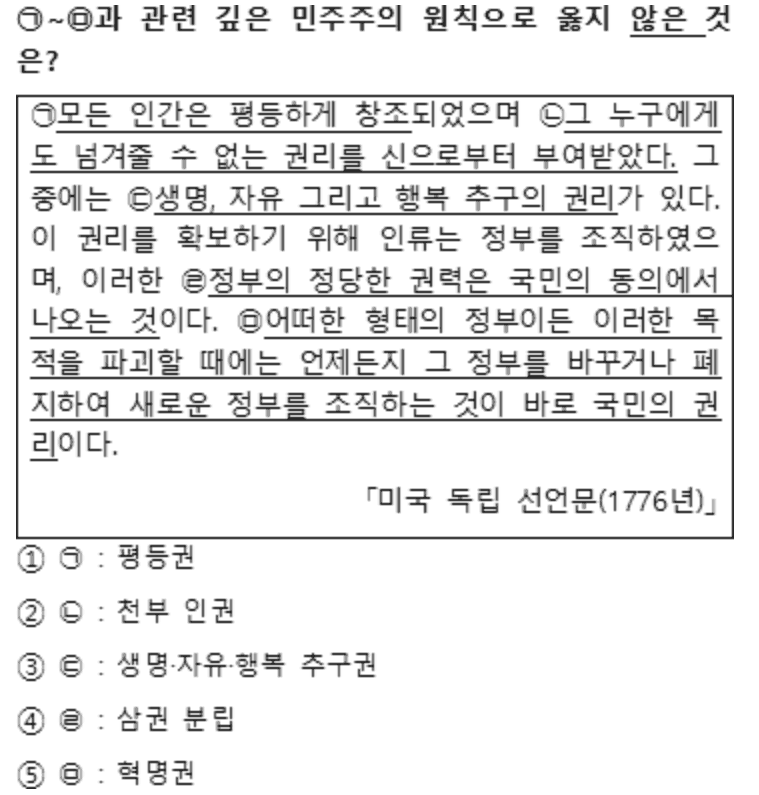 ㉠~㉤과 관련 깊은 민주주의 원칙으로 옳지 않은 것
은?
㉠모든 인간은 평등하게 창조되었으며 ㉡그 누구에게
도 넘겨줄 수 없는 권리를 신으로부터 부여받았다. 그
중에는 ㉢생명, 자유 그리고 행복 추구의 권리가 있다.
이 권리를 확보하기 위해 인류는 정부를 조직하였으
며, 이러한 ㉣정부의 정당한 권력은 국민의 동의에서
나오는 것이다. ㉤어떠한 형태의 정부이든 이러한 목
적을 파괴할 때에는 언제든지 그 정부를 바꾸거나 폐
지하여 새로운 정부를 조직하는 것이 바로 국민의 권
리이다.
「미국 독립 선언문(1776년)」
① ㉠ : 평등권
② ㉡ : 천부 인권
③ ㉢ : 생명·자유·행복 추구권
④ ㉣ : 삼권 분립
⑤ ㉤ : 혁명권